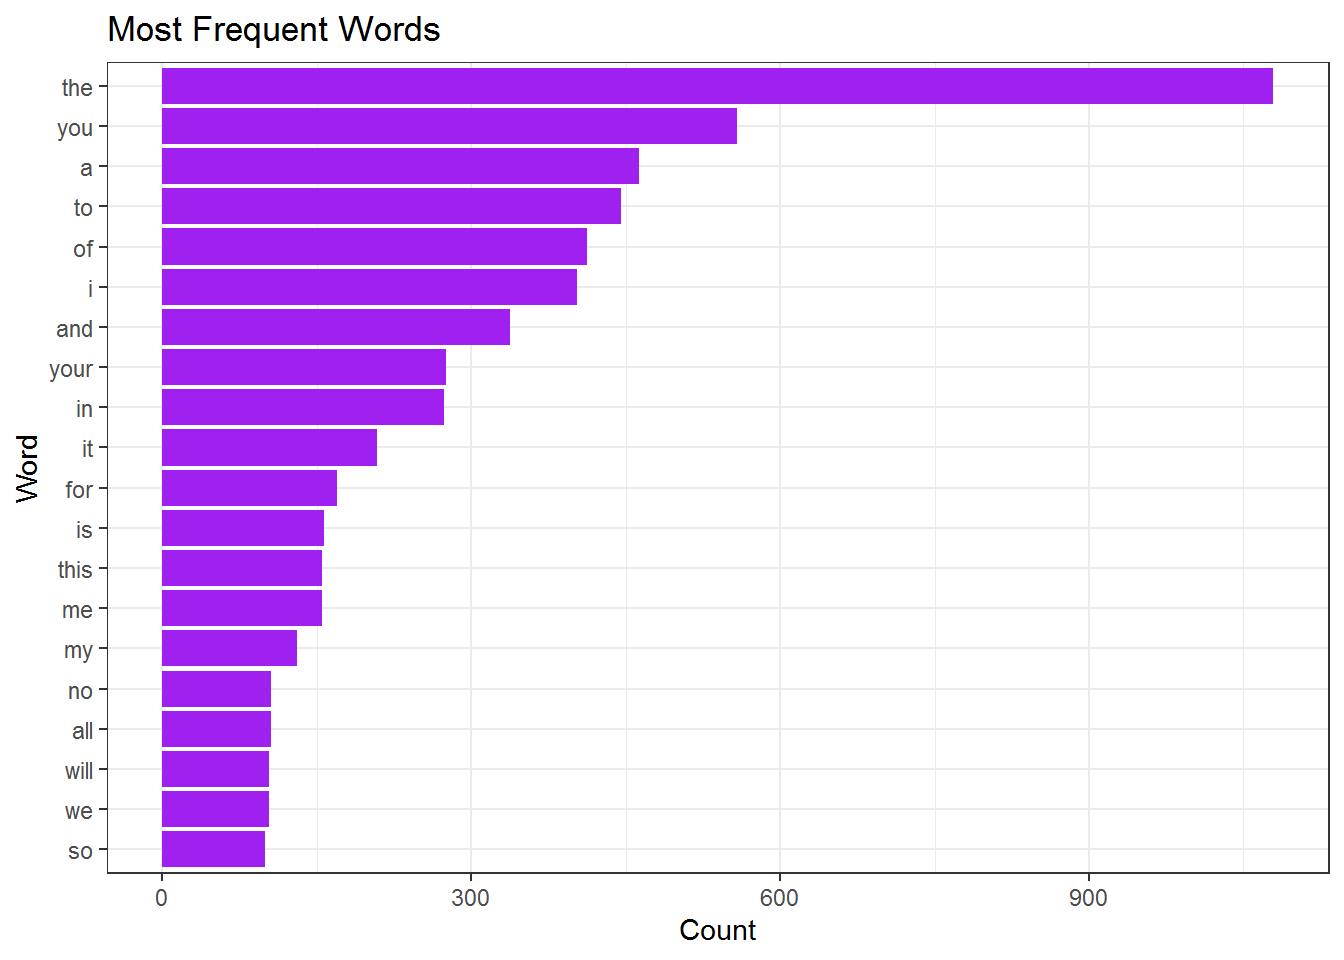 Most Frequent Words
the
you
a
to
of
i
and
your
in
it
for
is
this
me
my
no
all
will
we
so
Word
0 300 600 900
Count